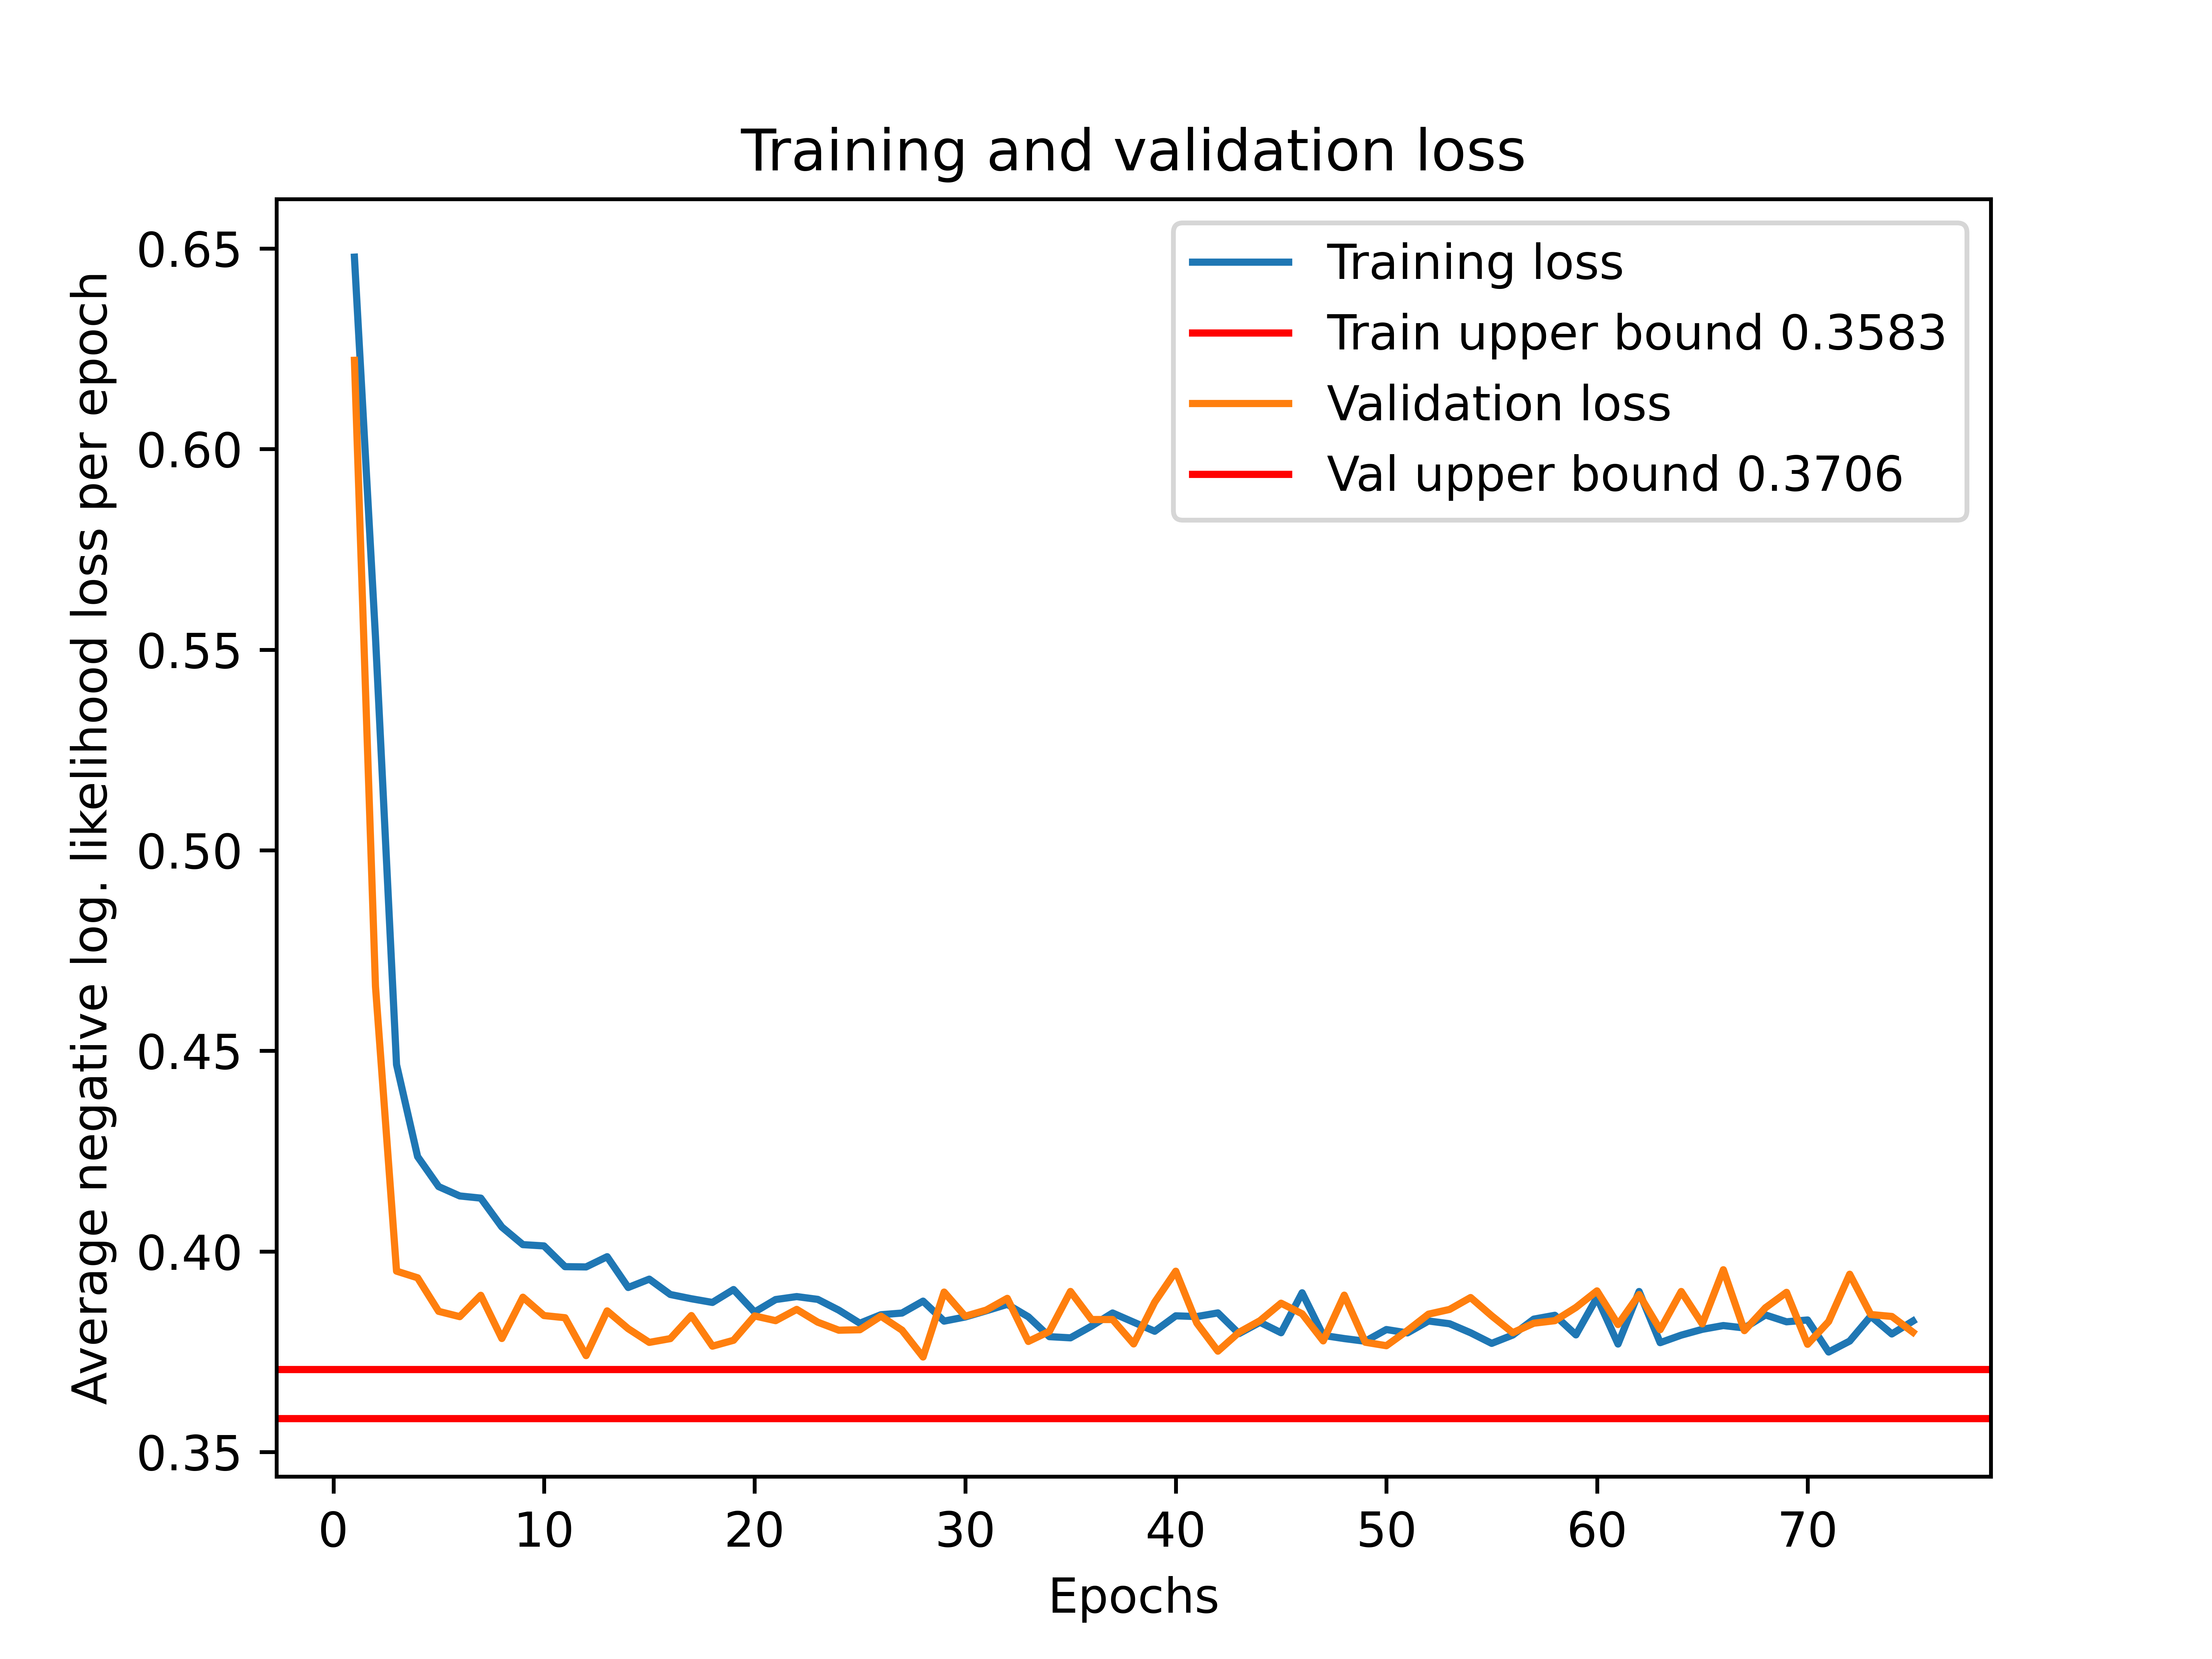 Training and validation loss
Average negative log. likelihood loss per epoch
0.65
0.60
0.55
0.50
0.45
0.40
0.35
Training loss
Train upper bound 0.3583
Validation loss
Val upper bound 0.3706
0 10 20 30 40 50 60 70
Epochs